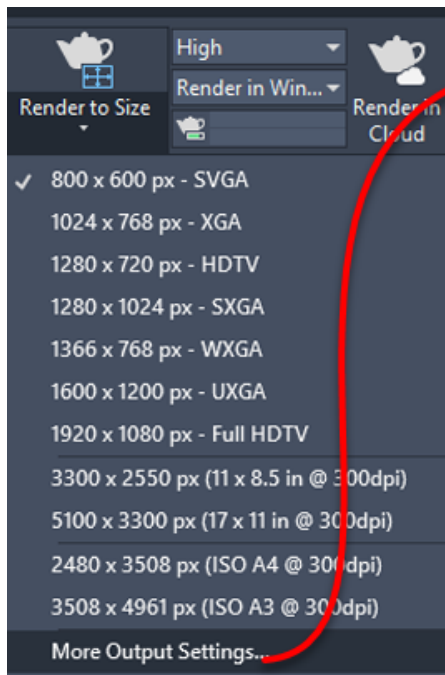 High
Render in Win...
Render to Size
Render in
Cloud
800 x 600 px - SVGA
1024 x 768 px - XGA
1280 x 720 px - HDTV
1280 x 1024 px - SXGA
1366 x 768 px - WXGA
1600 x 1200 px - UXGA
1920 x 1080 px - Full HDTV
3300 x 2550 px (11 x 8.5 in @ 300dpi)
5100 x 3300 px (17 x 11 in @ 300dpi)
2480 x 3508 px (ISO A4 @ 300dpi)
3508 x 4961 px (ISO A3 @ 300dpi)
More Output Settings...